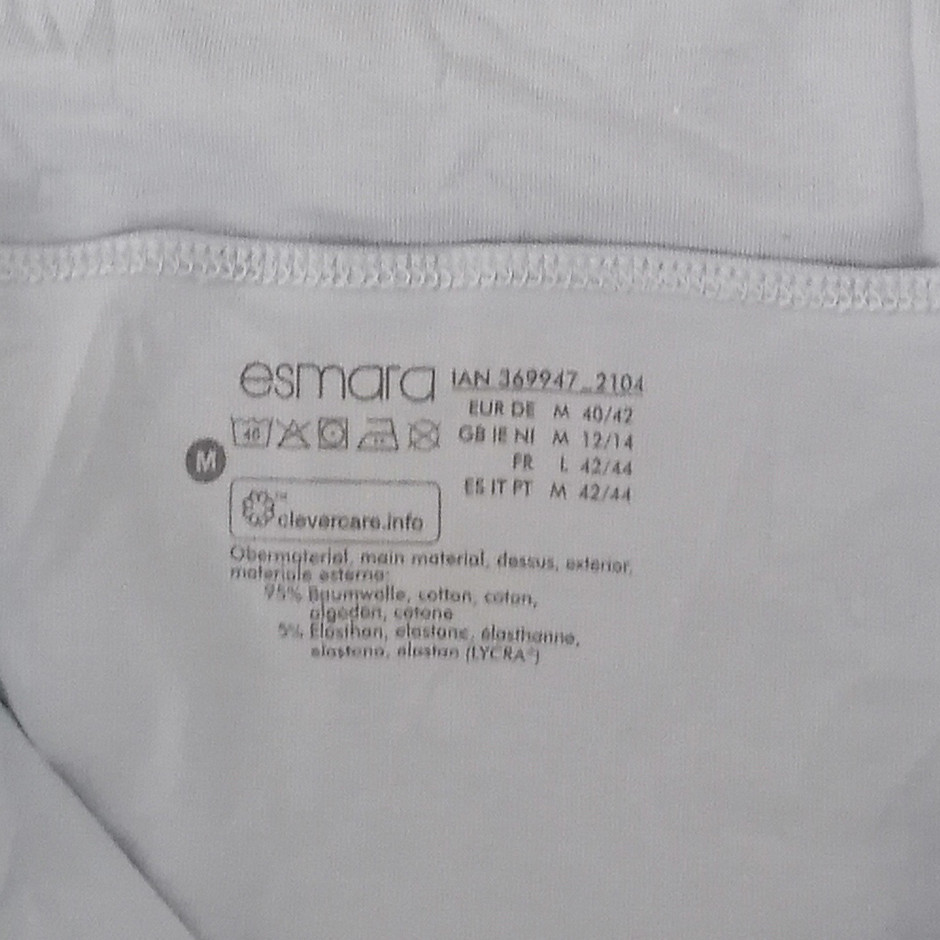 esmara
IAN 369947_2104
EUR DE M 40/42
GB IE NI M 12/14
FR L 42/44
ES IT PT M 42/44
40
M
clevercare.info
Obermaterial, main material, dessus, exterior,
materiale esterno:
95% Baumwolle, cotton, coton,
algodón, cotone
5% Elasthan, elastane, élasthanne,
elastano, elastan (LYCRA®)